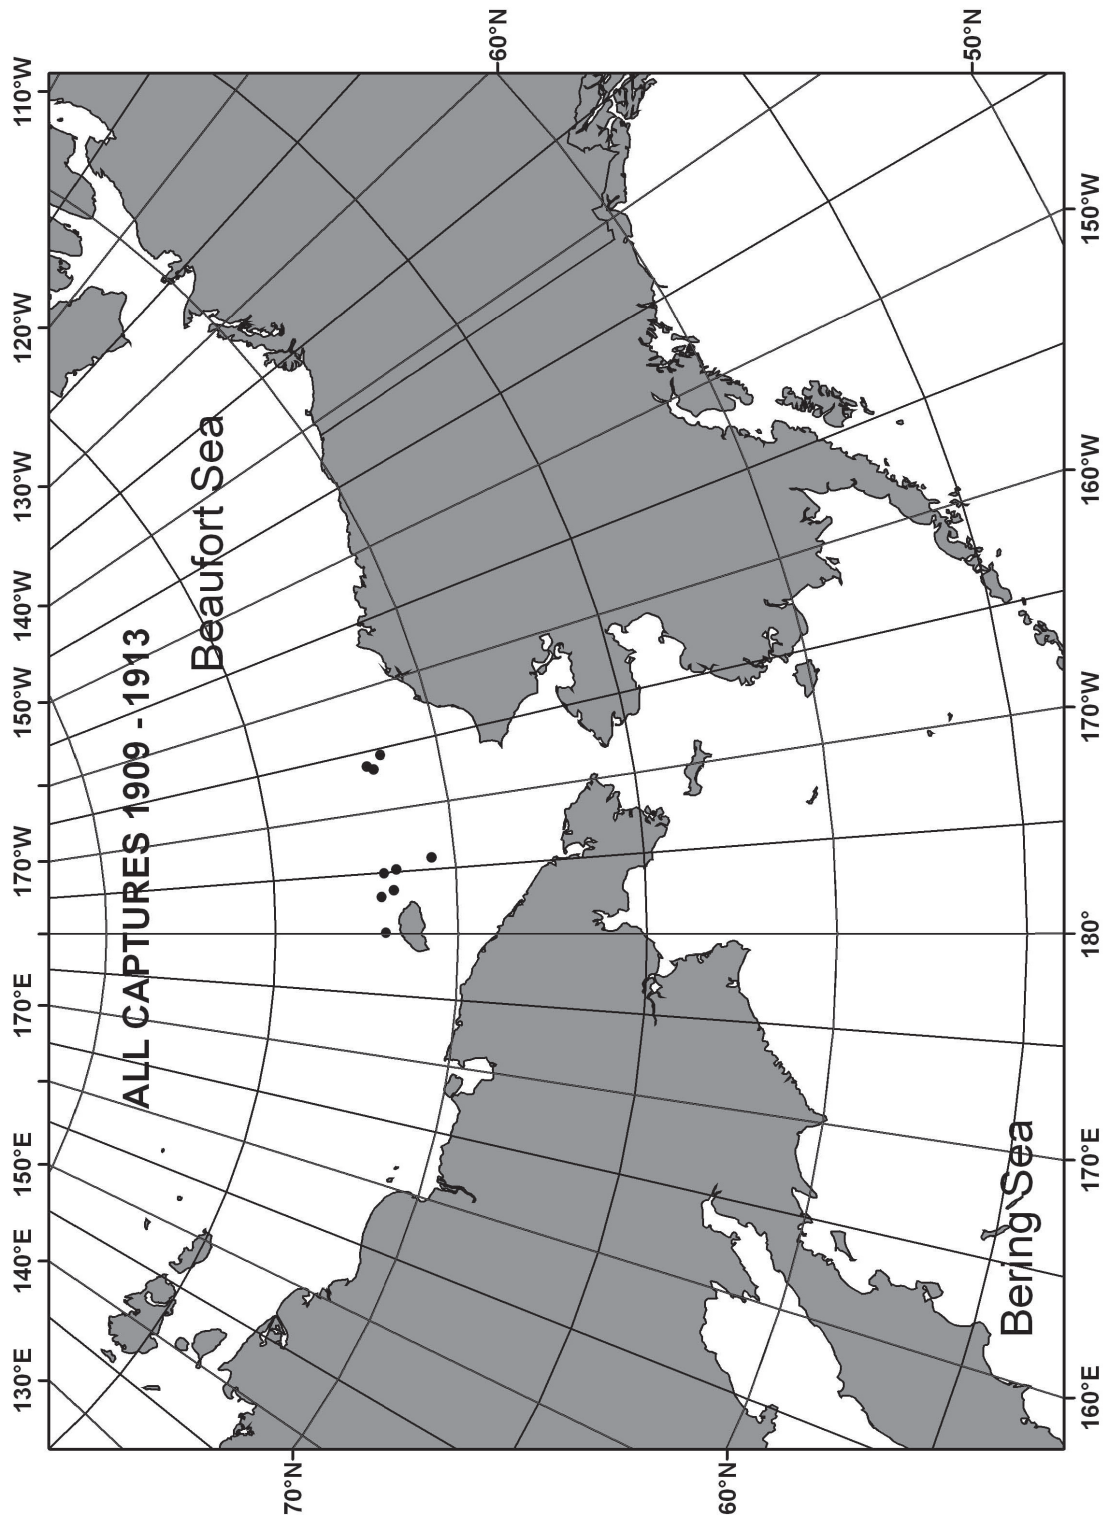 130°E 140°E 150°E 170°E 170°W 150°W 140°W 130°W 120°W 110°W
ALL CAPTURES 1909 - 1913
Beaufort Sea
70°N
60°N
60°N
50°N
Bering Sea
160°E 170°E 180° 170°W 160°W 150°W